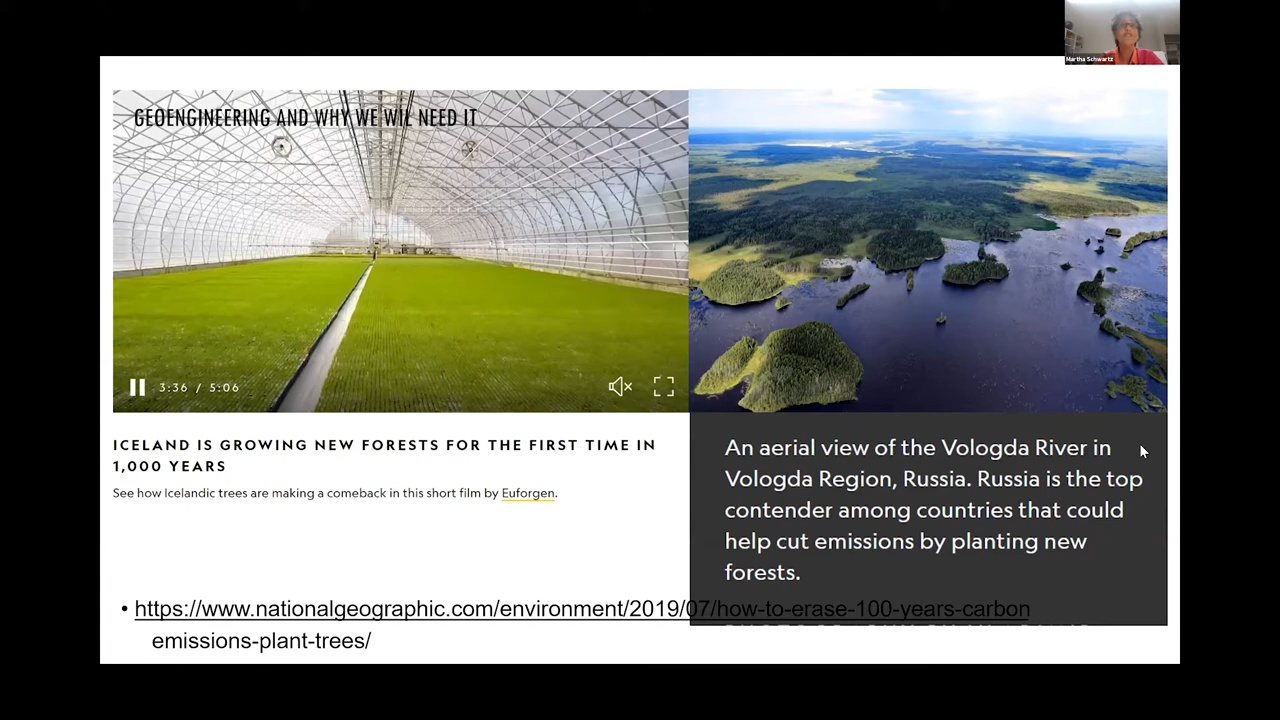 Martha Schwartz
GEOENGINEERING AND WHY WE WIL NEED IT
3:36 / 5:06
ICELAND IS GROWING NEW FORESTS FOR THE FIRST TIME IN
1,000 YEARS
See how Icelandic trees are making a comeback in this short film by Euforgen.
An aerial view of the Vologda River in
Vologda Region, Russia. Russia is the top
contender among countries that could
help cut emissions by planting new
forests.
• https://www.nationalgeographic.com/environment/2019/07/how-to-erase-100-years-carbon
emissions-plant-trees/